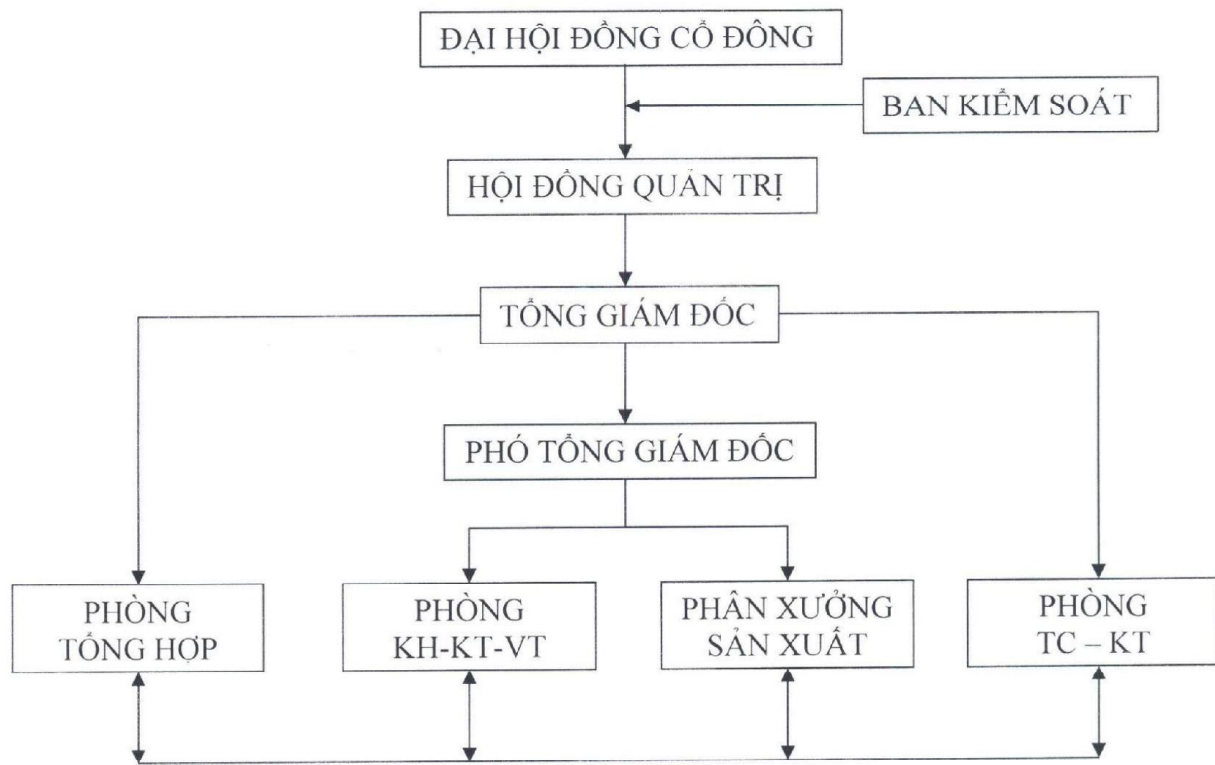 ĐẠI HỘI ĐỒNG CỔ ĐÔNG
BAN KIỂM SOÁT
HỘI ĐỒNG QUẢN TRỊ
TỔNG GIÁM ĐỐC
PHÓ TỔNG GIÁM ĐỐC
PHÒNG
TỔNG HỢP
PHÒNG
KH-KT-VT
PHÂN XƯỞNG
SẢN XUẤT
PHÒNG
TC – KT